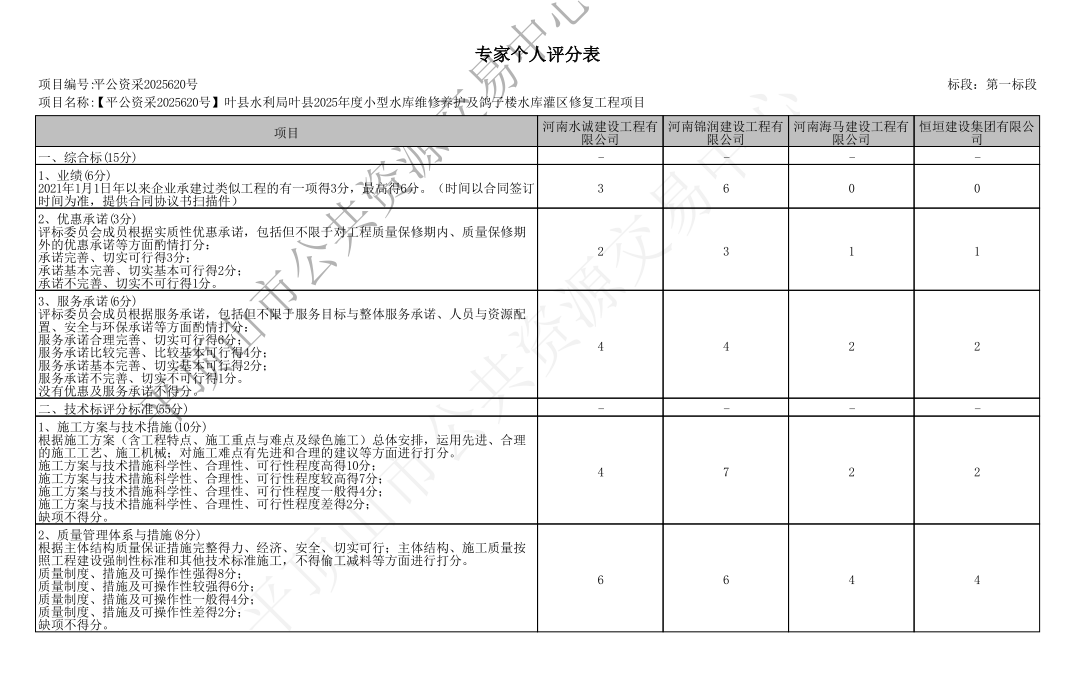 专家个人评分表
项目编号:平公资采2025620号
标段: 第一标段
项目名称:【平公资采2025620号】叶县水利局叶县2025年度小型水库维修养护及鸽子楼水库灌区修复工程项目
项目
河南水诚建设工程有
限公司
河南锦润建设工程有
限公司
河南海马建设工程有
限公司
恒垣建设集团有限公
司
一、综合标(15分)
－ － － －
1、业绩(6分)
2021年1月1日年以来企业承建过类似工程的有一项得3分, 最高得6分。（时间以合同签订
时间为准, 提供合同协议书扫描件）
3 6 0 0
2、优惠承诺(3分)
评标委员会成员根据实质性优惠承诺, 包括但不限于对工程质量保修期内、质量保修期
外的优惠承诺等方面酌情打分:
承诺完善、切实可行得3分;
承诺基本完善、切实基本可行得2分;
承诺不完善、切实不可行得1分。
2 3 1 1
3、服务承诺(6分)
评标委员会成员根据服务承诺, 包括但不限于服务目标与整体服务承诺、人员与资源配
置、安全与环保承诺等方面酌情打分:
服务承诺合理完善、切实可行得6分;
服务承诺比较完善、比较基本可行得4分;
服务承诺基本完善、切实基本可行得2分;
服务承诺不完善、切实不可行得1分。
没有优惠及服务承诺不得分。
4 4 2 2
二、技术标评分标准(55分)
－ － － －
1、施工方案与技术措施(10分)
根据施工方案（含工程特点、施工重点与难点及绿色施工）总体安排, 运用先进、合理
的施工工艺、施工机械; 对施工难点有先进和合理的建议等方面进行打分。
施工方案与技术措施科学性、合理性、可行性程度高得10分;
施工方案与技术措施科学性、合理性、可行性程度较高得7分;
施工方案与技术措施科学性、合理性、可行性程度一般得4分;
施工方案与技术措施科学性、合理性、可行性程度差得2分;
缺项不得分。
4 7 2 2
2、质量管理体系与措施(8分)
根据主体结构质量保证措施完整得力、经济、安全、切实可行; 主体结构、施工质量按
照工程建设强制性标准和其他技术标准施工, 不得偷工减料等方面进行打分。
质量制度、措施及可操作性强得8分;
质量制度、措施及可操作性较强得6分;
质量制度、措施及可操作性一般得4分;
质量制度、措施及可操作性差得2分;
缺项不得分。
6 6 4 4
平顶山市公共资源交易中心
平顶山市公共资源交易中心